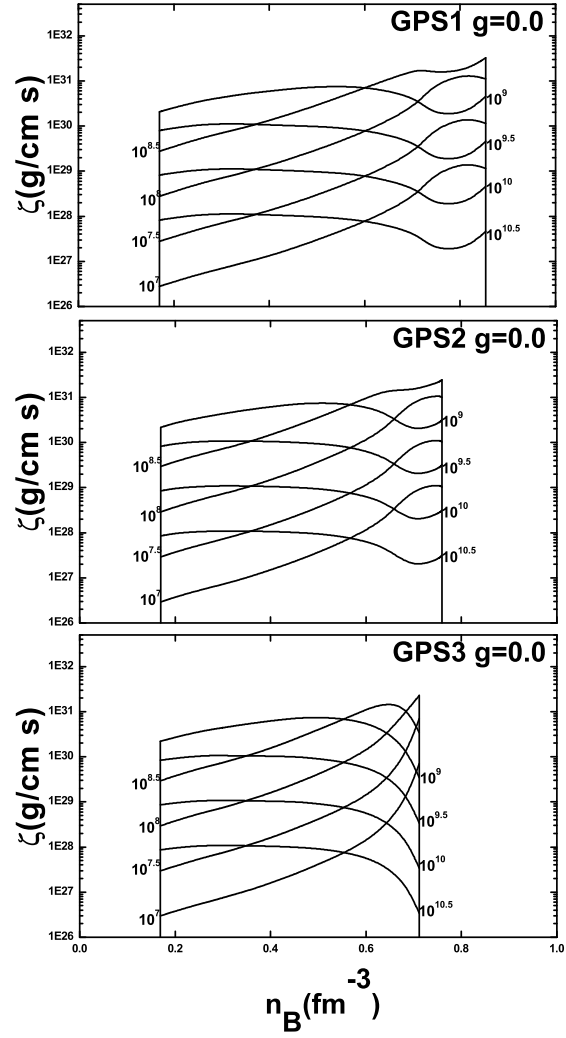 GPS1 g=0.0
ζ(g/cm s)
1E32
1E31
1E30
1E29
1E28
1E27
1E26
10^8.5
10^8
10^7.5
10^7
10^9
10^9.5
10^10
10^10.5
GPS2 g=0.0
ζ(g/cm s)
1E32
1E31
1E30
1E29
1E28
1E27
1E26
10^8.5
10^8
10^7.5
10^7
10^9
10^9.5
10^10
10^10.5
GPS3 g=0.0
ζ(g/cm s)
1E32
1E31
1E30
1E29
1E28
1E27
1E26
10^8.5
10^8
10^7.5
10^7
10^9
10^9.5
10^10
10^10.5
0.0 0.2 0.4 0.6 0.8 1.0
n_B(fm^-3)